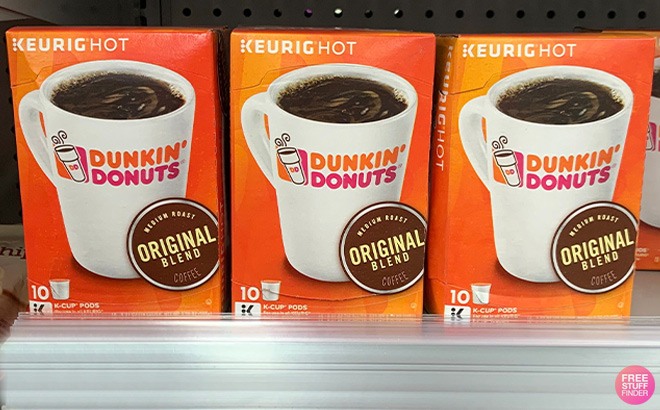 KEURIG HOT
DUNKIN'
DONUTS
MEDIUM ROAST
ORIGINAL
BLEND
COFFEE
10
K-CUP PODS
KEURIG HOT
DUNKIN'
DONUTS
MEDIUM ROAST
ORIGINAL
BLEND
COFFEE
10
K-CUP PODS
KEURIG HOT
KEURIG HOT
DUNKIN'
DONUTS
MEDIUM ROAST
ORIGINAL
BLEND
COFFEE
10
K-CUP PODS
FREE
STUFF
FINDER